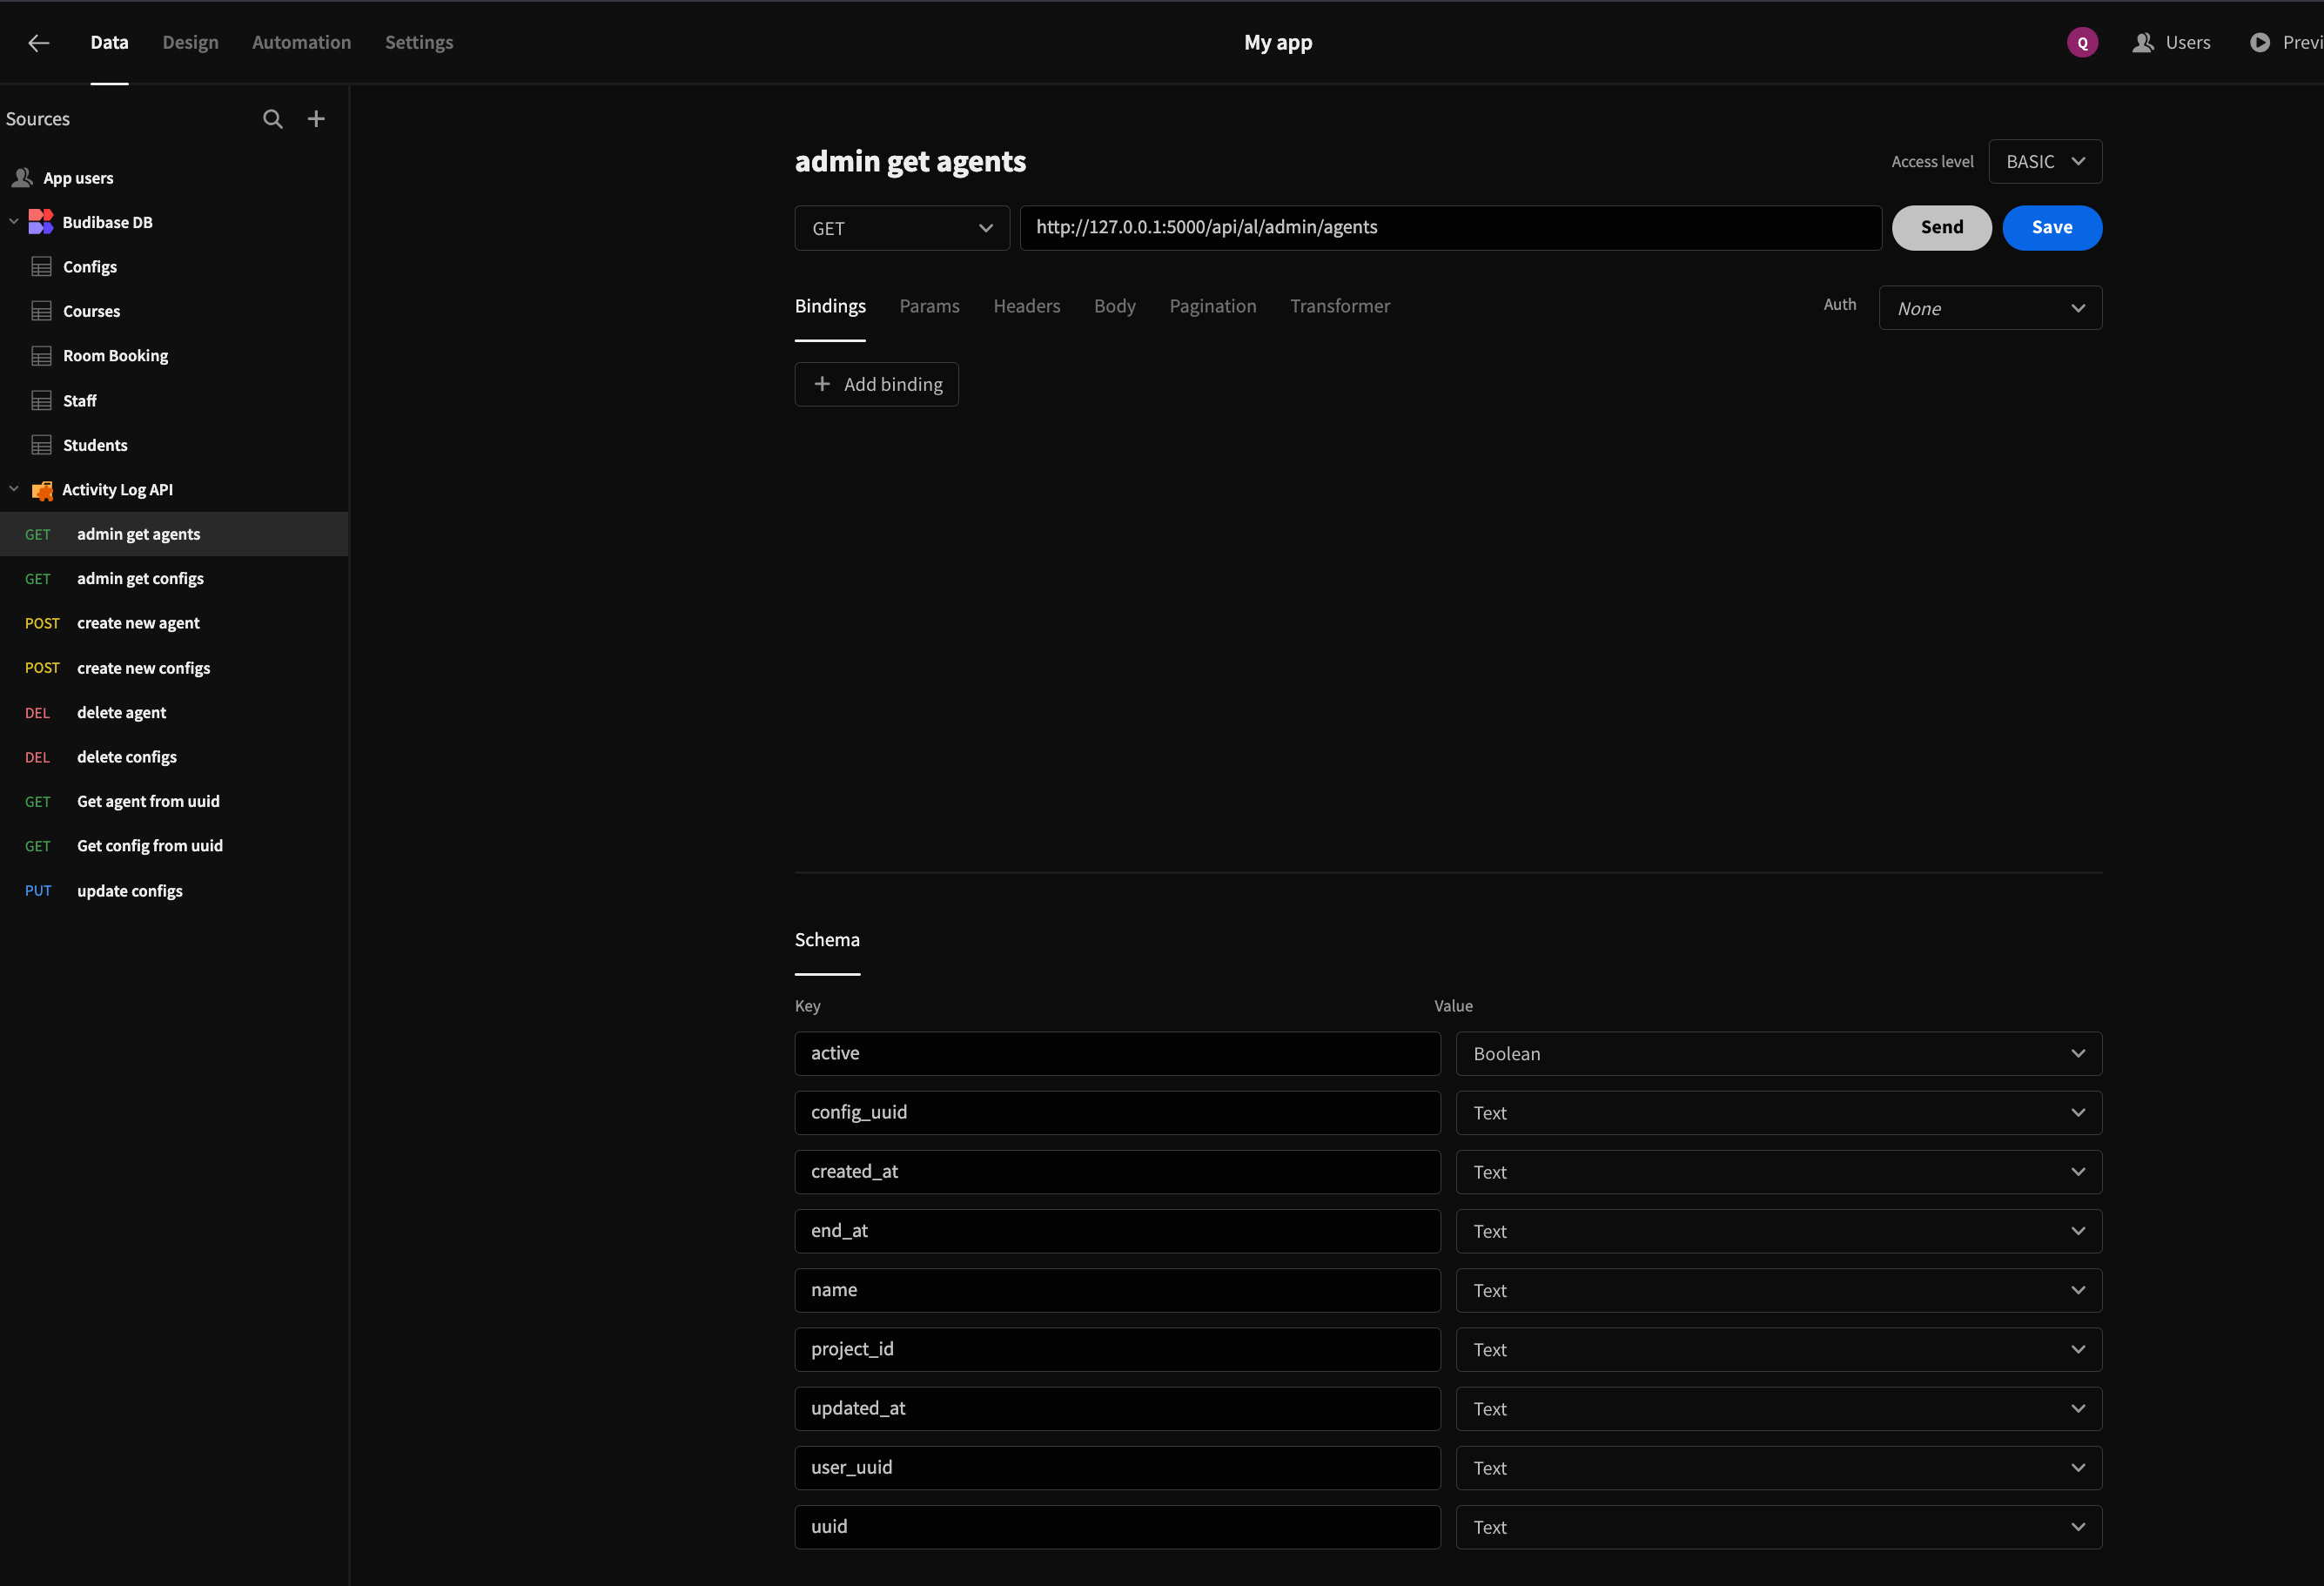 Data Design Automation Settings My app Q Users Previ
Sources
App users
Budibase DB
Configs
Courses
Room Booking
Staff
Students
Activity Log API
GET admin get agents
GET admin get configs
POST create new agent
POST create new configs
DEL delete agent
DEL delete configs
GET Get agent from uuid
GET Get config from uuid
PUT update configs
admin get agents Access level BASIC
GET http://127.0.0.1:5000/api/al/admin/agents Send Save
Bindings Params Headers Body Pagination Transformer Auth None
Add binding
Schema
Key Value
active Boolean
config_uuid Text
created_at Text
end_at Text
name Text
project_id Text
updated_at Text
user_uuid Text
uuid Text